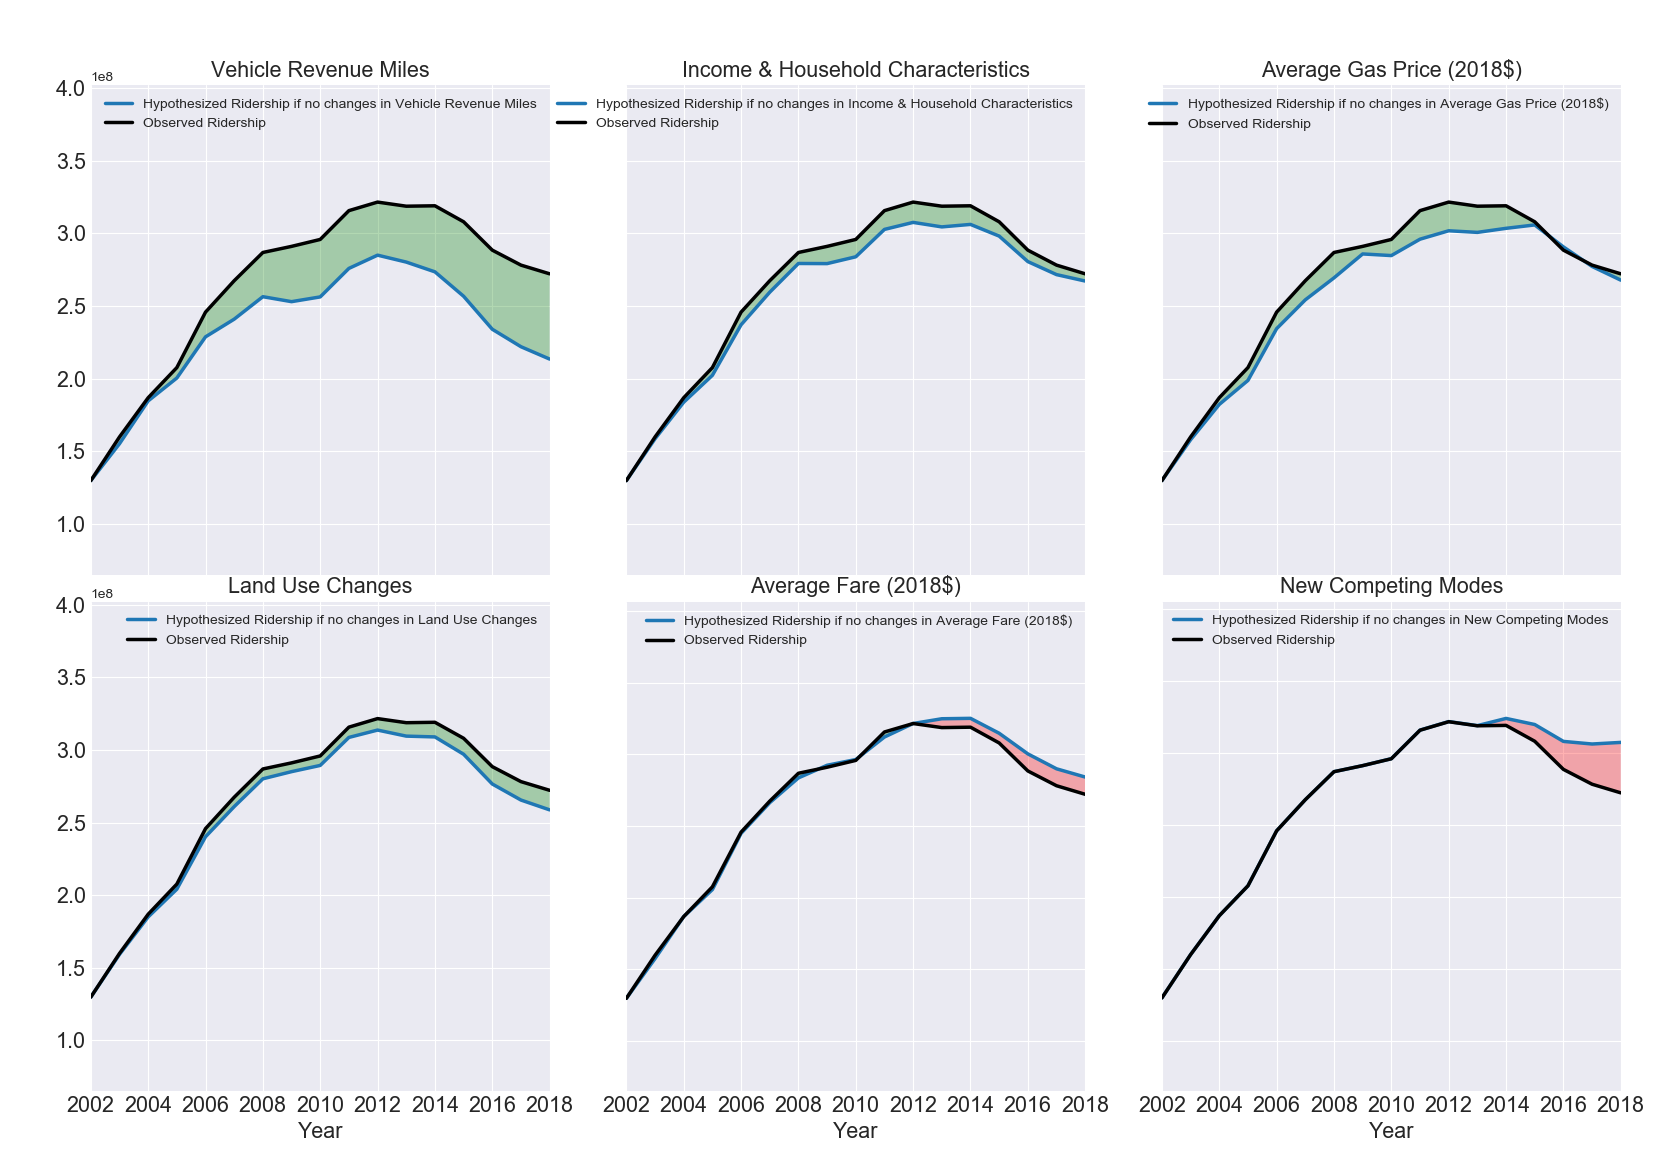 Vehicle Revenue Miles
Income & Household Characteristics
Average Gas Price (2018$)
1e8
4.0
Hypothesized Ridership if no changes in Vehicle Revenue Miles
Observed Ridership
Hypothesized Ridership if no changes in Income & Household Characteristics
Observed Ridership
Hypothesized Ridership if no changes in Average Gas Price (2018$)
Observed Ridership
3.5
3.0
2.5
2.0
1.5
1.0
Land Use Changes
Average Fare (2018$)
New Competing Modes
1e8
4.0
Hypothesized Ridership if no changes in Land Use Changes
Observed Ridership
Hypothesized Ridership if no changes in Average Fare (2018$)
Observed Ridership
Hypothesized Ridership if no changes in New Competing Modes
Observed Ridership
3.5
3.0
2.5
2.0
1.5
1.0
2002 2004 2006 2008 2010 2012 2014 2016 2018
2002 2004 2006 2008 2010 2012 2014 2016 2018
2002 2004 2006 2008 2010 2012 2014 2016 2018
Year
Year
Year